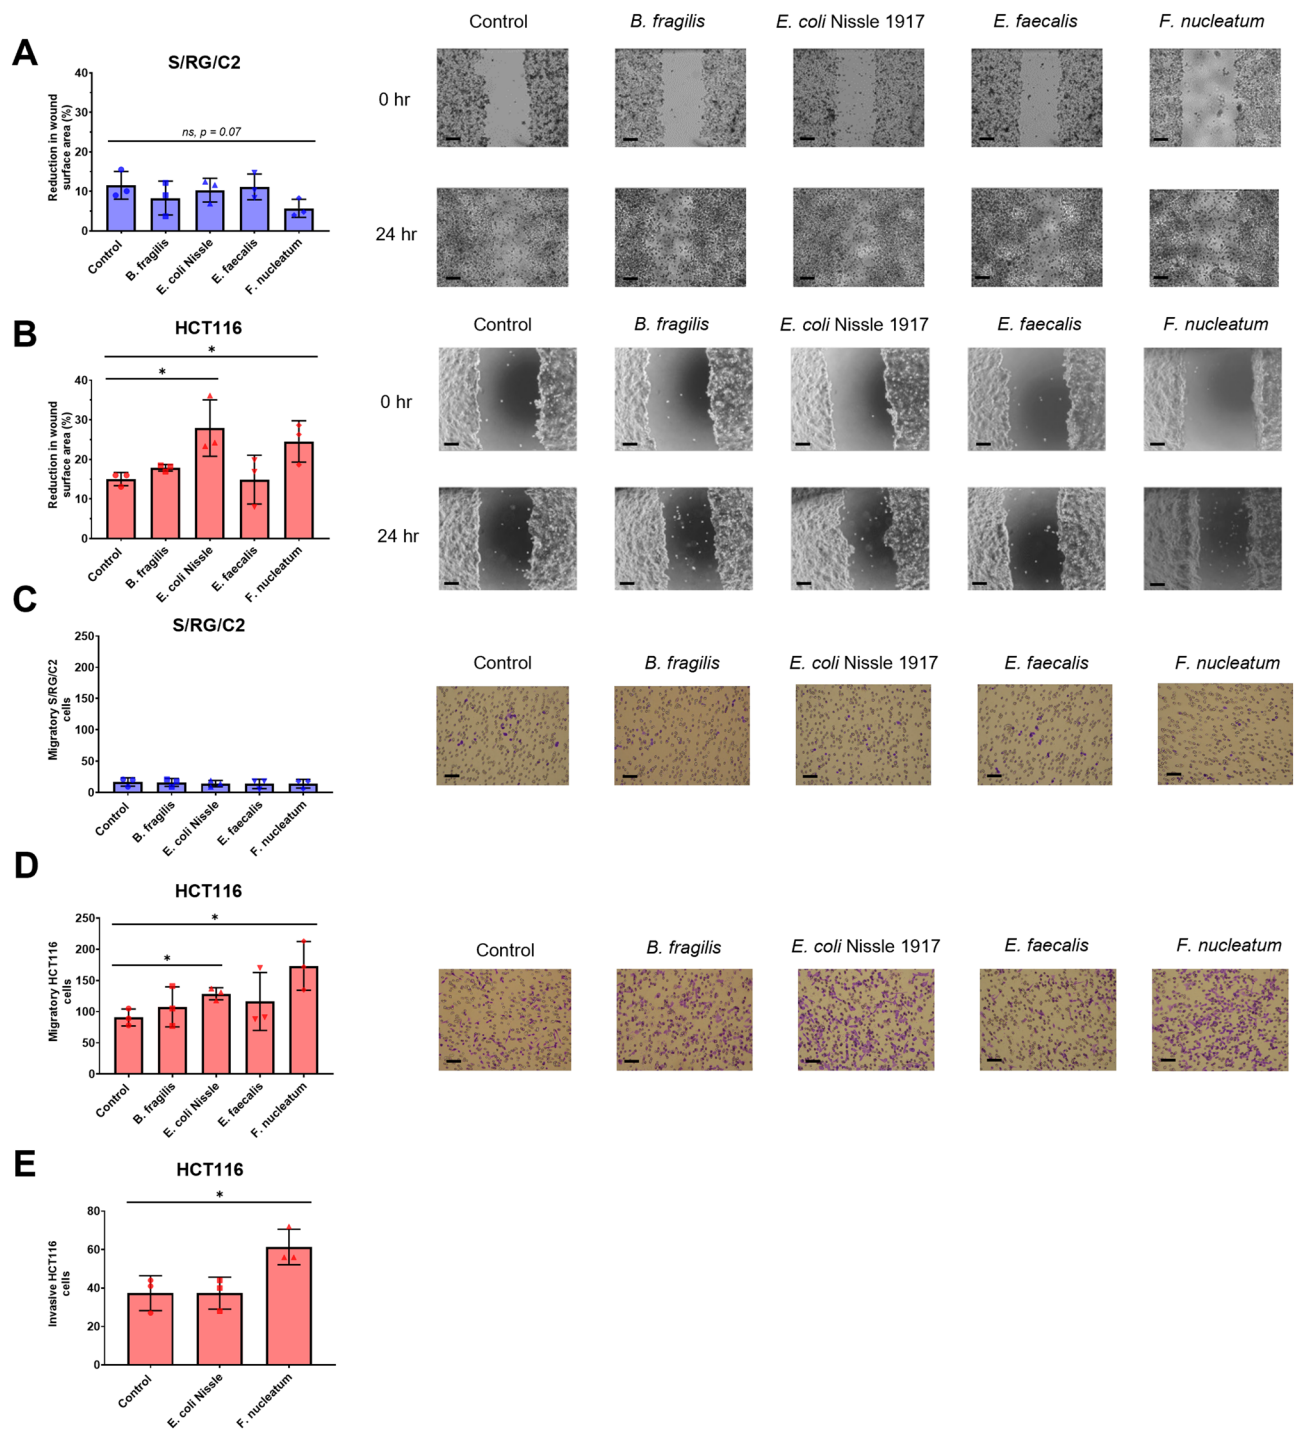 A
S/RG/C2
Reduction in wound
surface area (%)
40
30
20
10
0
ns, p = 0.07
Control
B. fragilis
E. coli Nissle
E. faecalis
F. nucleatum
Control
B. fragilis
E. coli Nissle 1917
E. faecalis
F. nucleatum
0 hr
24 hr
B
HCT116
*
*
Reduction in wound
surface area (%)
40
30
20
10
0
Control
B. fragilis
E. coli Nissle
E. faecalis
F. nucleatum
Control
B. fragilis
E. coli Nissle 1917
E. faecalis
F. nucleatum
0 hr
24 hr
C
S/RG/C2
Migratory S/RG/C2
cells
250
200
150
100
50
0
Control
B. fragilis
E. coli Nissle
E. faecalis
F. nucleatum
Control
B. fragilis
E. coli Nissle 1917
E. faecalis
F. nucleatum
D
HCT116
*
*
Migratory HCT116
cells
250
200
150
100
50
0
Control
B. fragilis
E. coli Nissle
E. faecalis
F. nucleatum
Control
B. fragilis
E. coli Nissle 1917
E. faecalis
F. nucleatum
E
HCT116
*
Invasive HCT116
cells
80
60
40
20
0
Control
E. coli Nissle
F. nucleatum